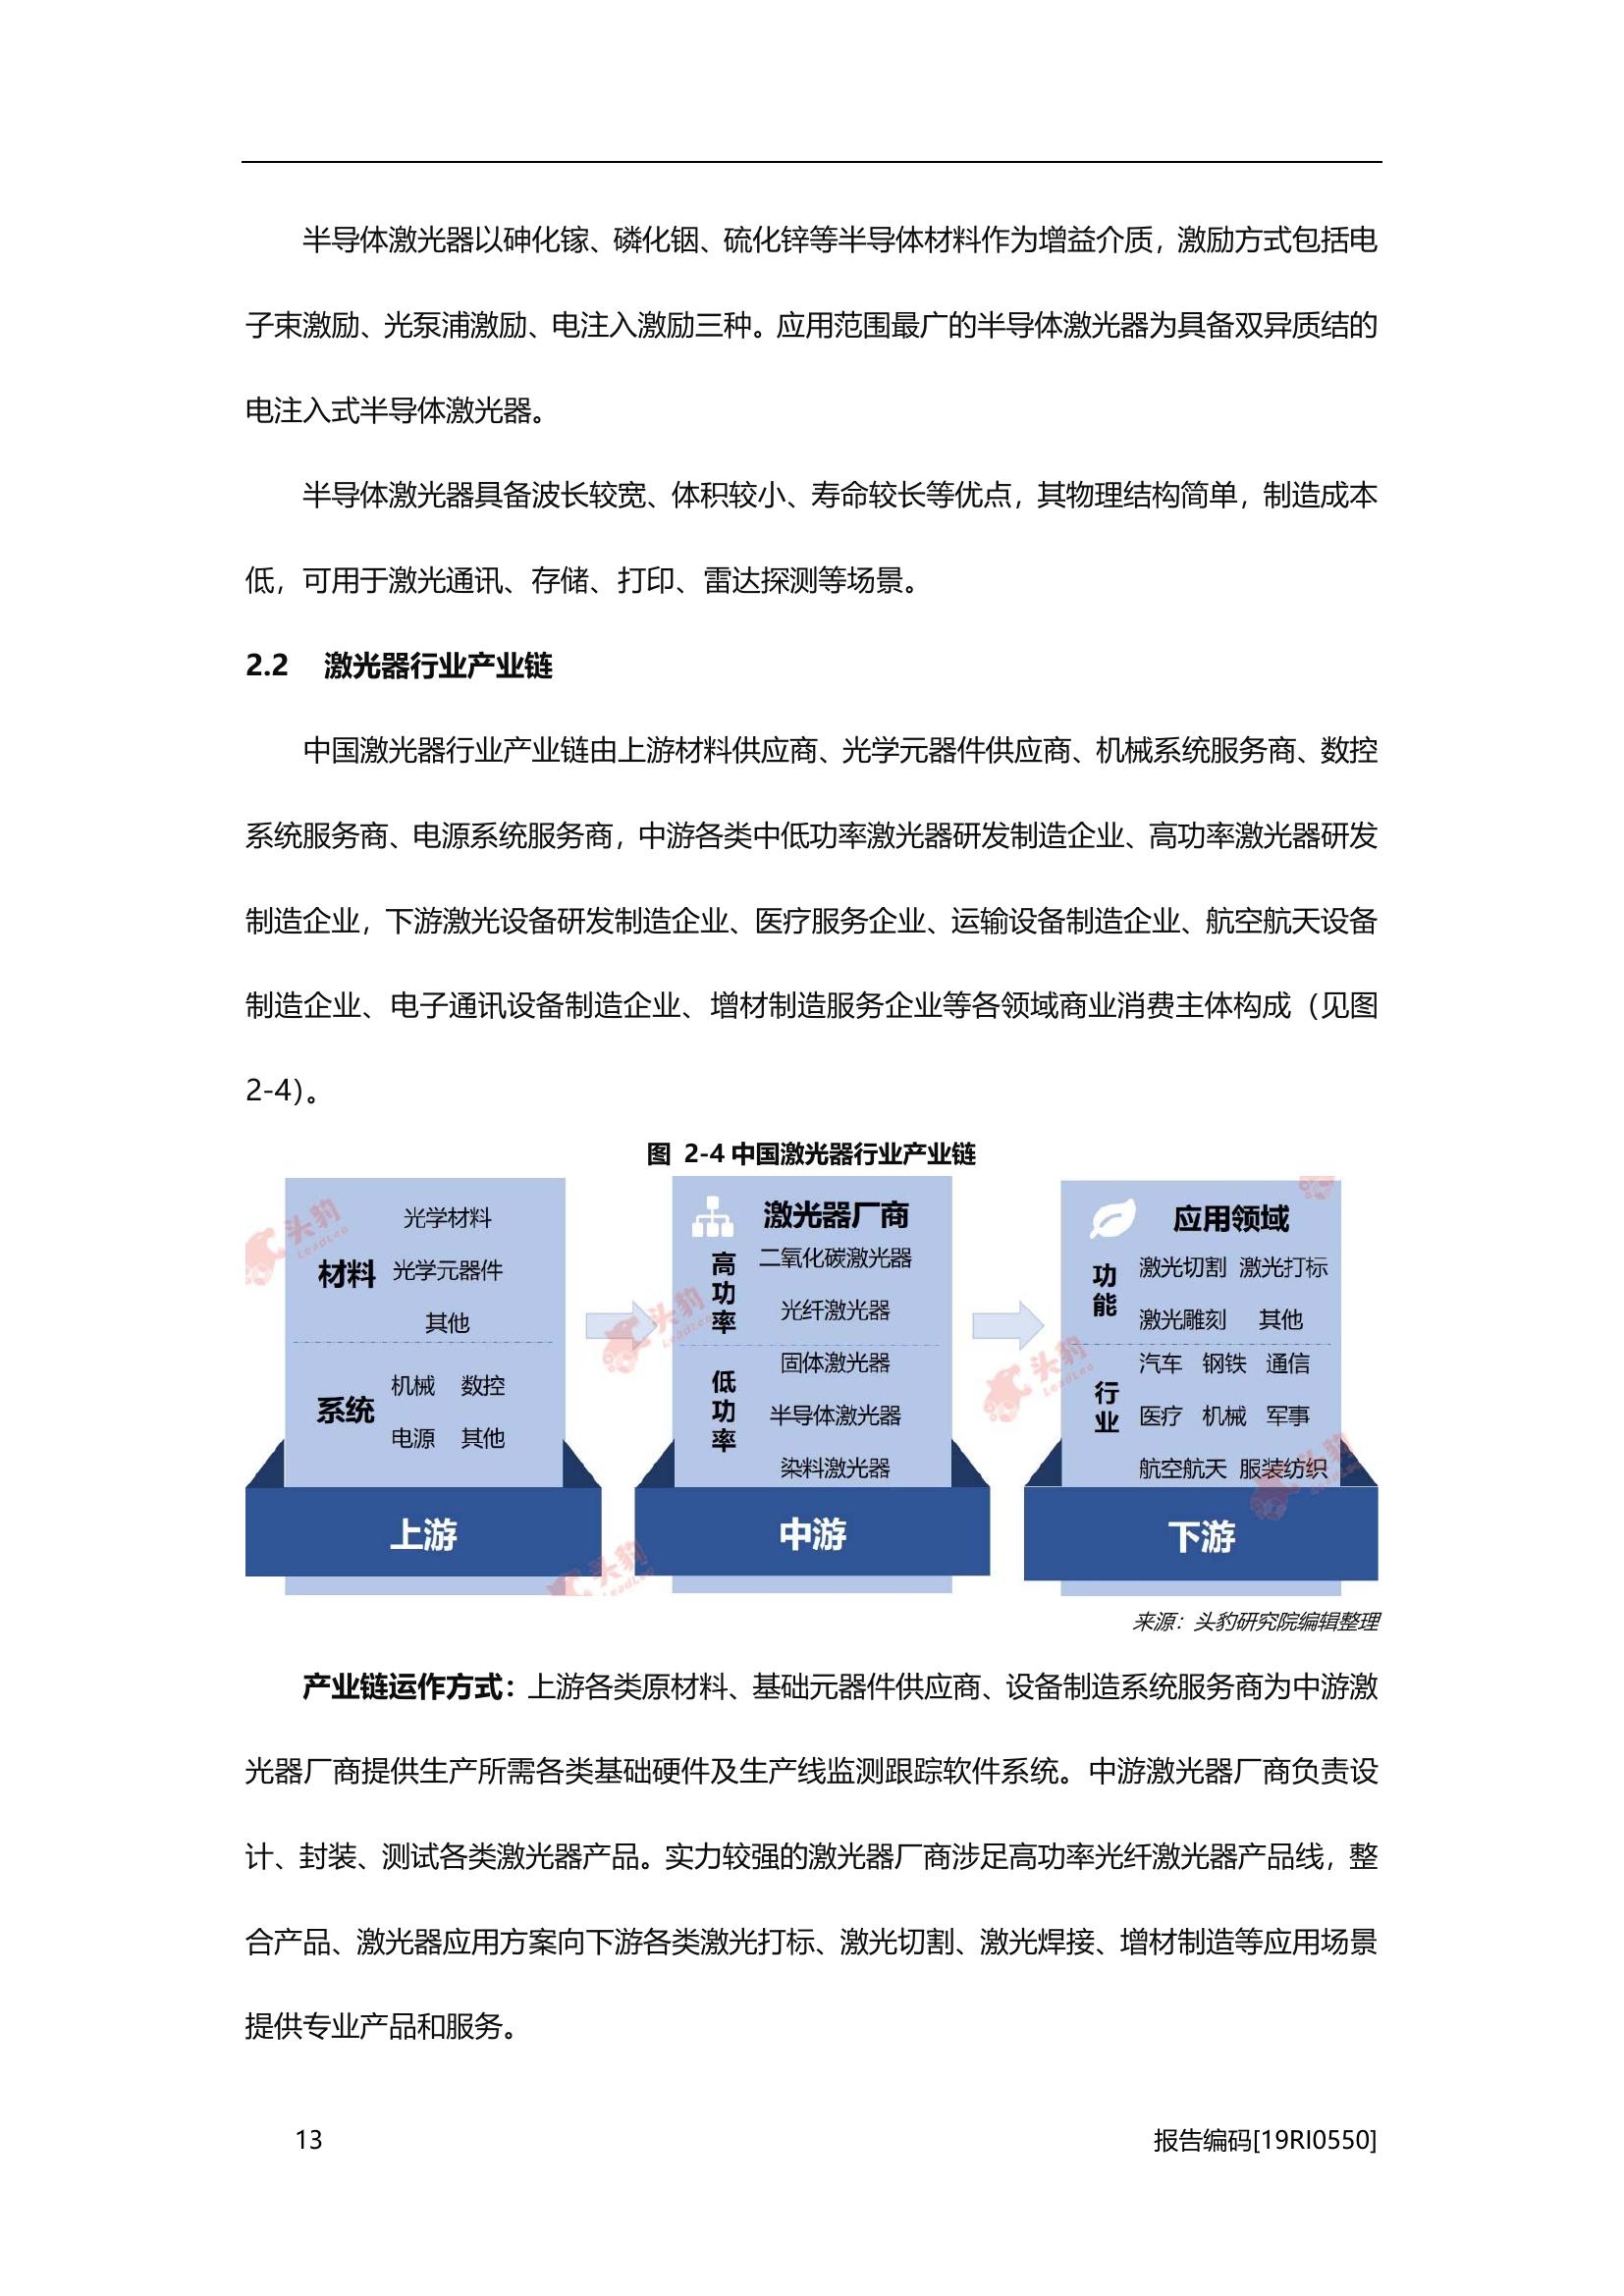 半导体激光器以砷化镓、磷化铟、硫化锌等半导体材料作为增益介质，激励方式包括电
子束激励、光泵浦激励、电注入激励三种。应用范围最广的半导体激光器为具备双异质结的
电注入式半导体激光器。
半导体激光器具备波长较宽、体积较小、寿命较长等优点，其物理结构简单，制造成本
低，可用于激光通讯、存储、打印、雷达探测等场景。
2.2 激光器行业产业链
中国激光器行业产业链由上游材料供应商、光学元器件供应商、机械系统服务商、数控
系统服务商、电源系统服务商，中游各类中低功率激光器研发制造企业、高功率激光器研发
制造企业，下游激光设备研发制造企业、医疗服务企业、运输设备制造企业、航空航天设备
制造企业、电子通讯设备制造企业、增材制造服务企业等各领域商业消费主体构成（见图
2-4）。
图 2-4 中国激光器行业产业链
光学材料
材料 光学元器件
其他
系统
机械 数控
电源 其他
上游
激光器厂商
高功率
二氧化碳激光器
光纤激光器
低功率
固体激光器
半导体激光器
染料激光器
中游
应用领域
功能
激光切割 激光打标
激光雕刻 其他
行业
汽车 钢铁 通信
医疗 机械 军事
航空航天 服装纺织
下游
头豹
LeadLeo
头豹
LeadLeo
头豹
LeadLeo
头豹
LeadLeo
来源：头豹研究院编辑整理
产业链运作方式：上游各类原材料、基础元器件供应商、设备制造系统服务商为中游激
光器厂商提供生产所需各类基础硬件及生产线监测跟踪软件系统。中游激光器厂商负责设
计、封装、测试各类激光器产品。实力较强的激光器厂商涉足高功率光纤激光器产品线，整
合产品、激光器应用方案向下游各类激光打标、激光切割、激光焊接、增材制造等应用场景
提供专业产品和服务。
13
报告编码[19RI0550]